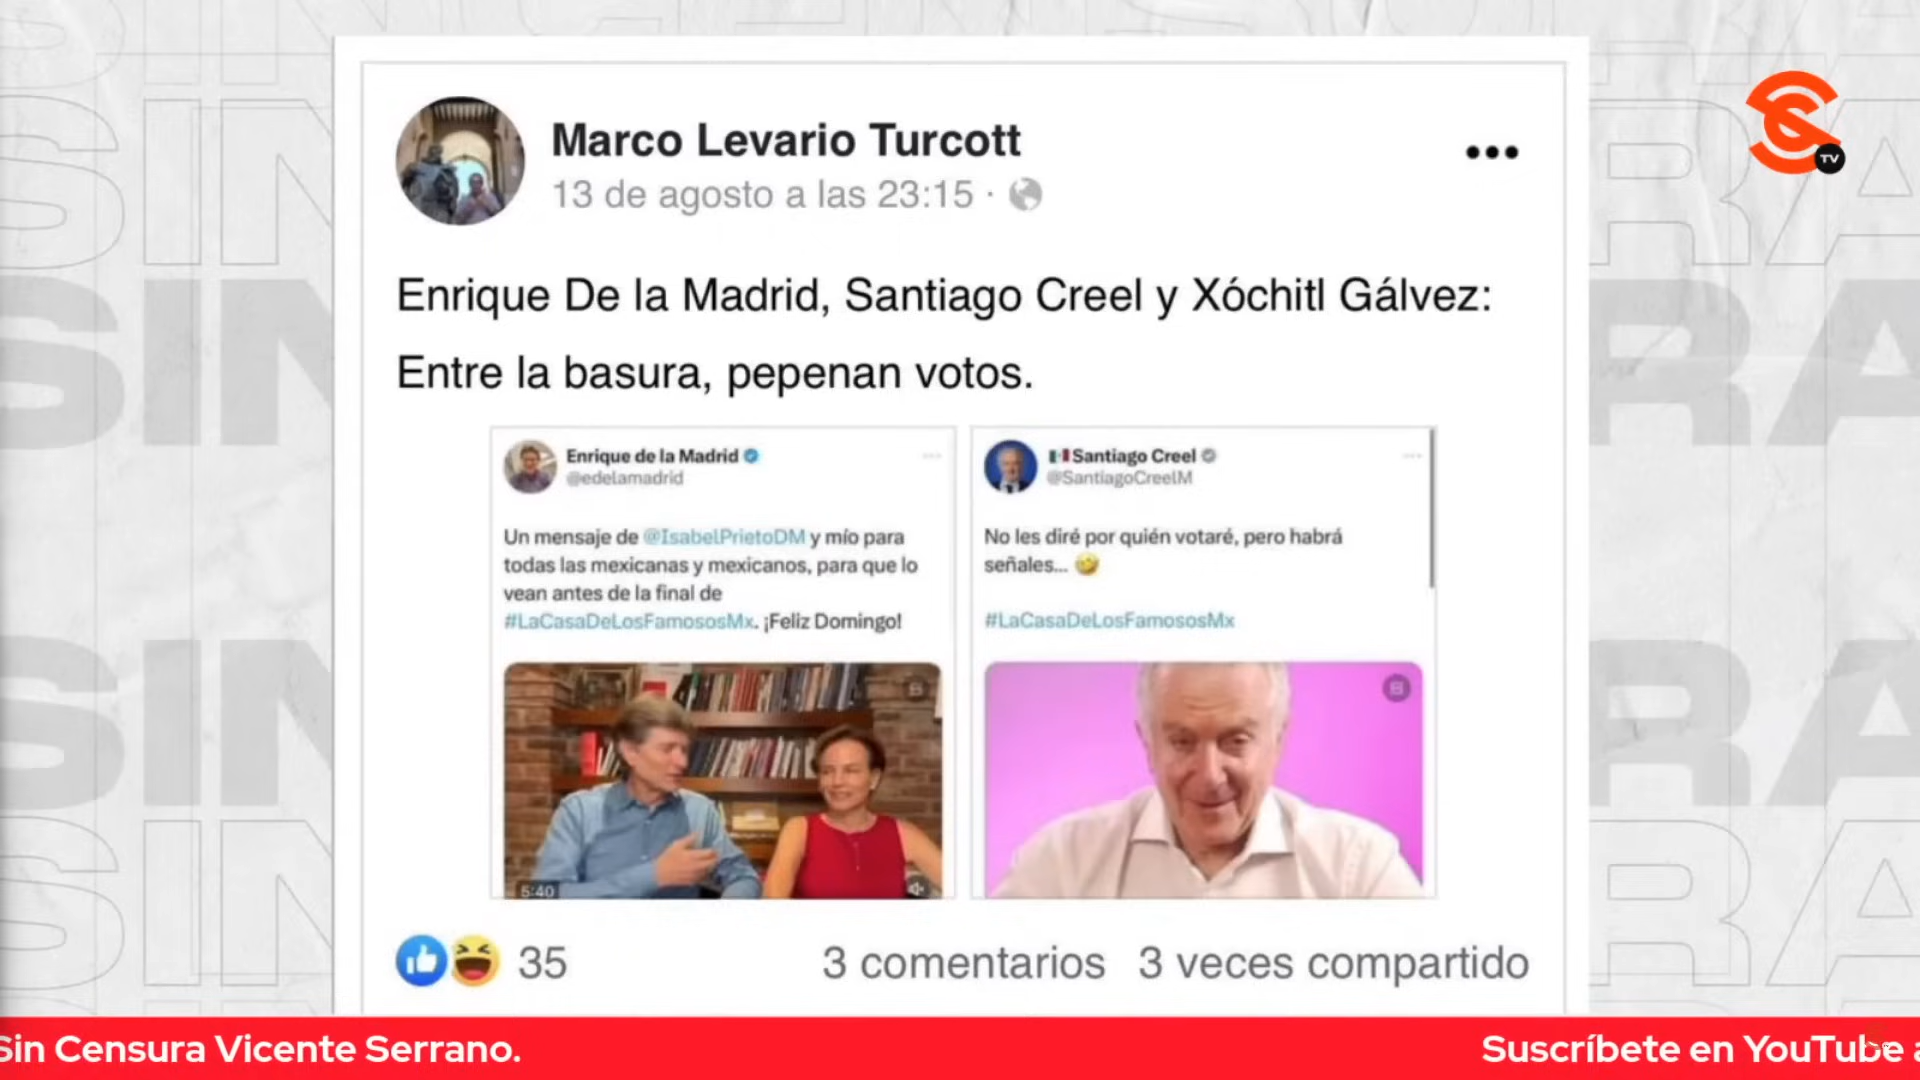 SIN CENSURA
TV
Marco Levario Turcott
13 de agosto a las 23:15 ·
Enrique De la Madrid, Santiago Creel y Xóchitl Gálvez:
Entre la basura, pepenan votos.
Enrique de la Madrid
@edelamadrid
Un mensaje de @IsabelPrietoDM y mío para
todas las mexicanas y mexicanos, para que lo
vean antes de la final de
#LaCasaDeLosFamososMx. ¡Feliz Domingo!
5:40
Santiago Creel
@SantiagoCreelM
No les diré por quién votaré, pero habrá
señales... 🤣
#LaCasaDeLosFamososMx
35
3 comentarios 3 veces compartido
Sin Censura Vicente Serrano.
Suscríbete en YouTube a